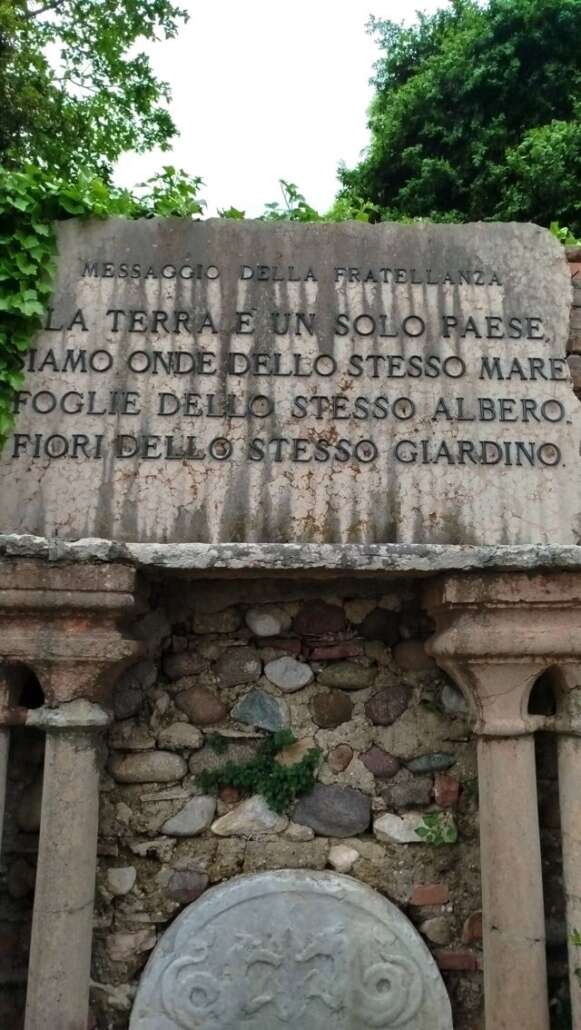 MESSAGGIO DELLA FRATELLANZA
LA TERRA E UN SOLO PAESE.
SIAMO ONDE DELLO STESSO MARE
FOGLIE DELLO STESSO ALBERO.
FIORI DELLO STESSO GIARDINO.